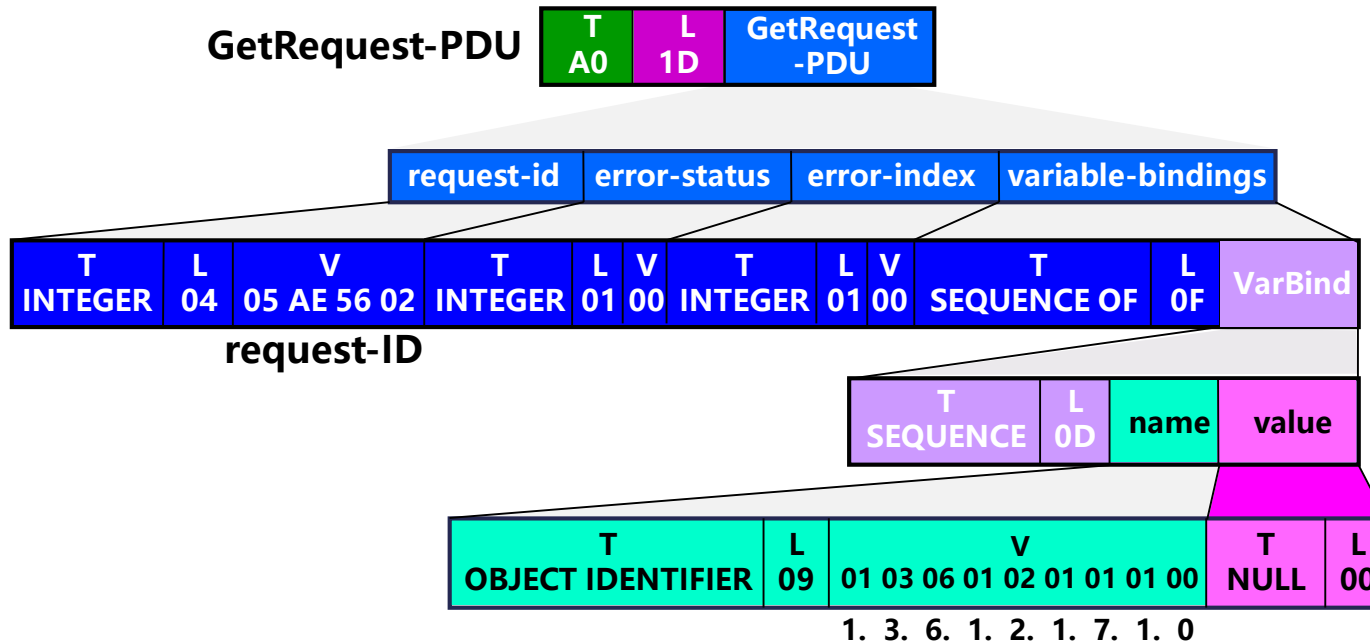 GetRequest-PDU
T L GetRequest
A0 1D -PDU
request-id error-status error-index variable-bindings
T L V T L V T L V T L VarBind
INTEGER 04 05 AE 56 02 INTEGER 01 00 INTEGER 01 00 SEQUENCE OF 0F
request-ID
T L name value
SEQUENCE 0D
T L V T L
OBJECT IDENTIFIER 09 01 03 06 01 02 01 01 01 00 NULL 00
1. 3. 6. 1. 2. 1. 7. 1. 0